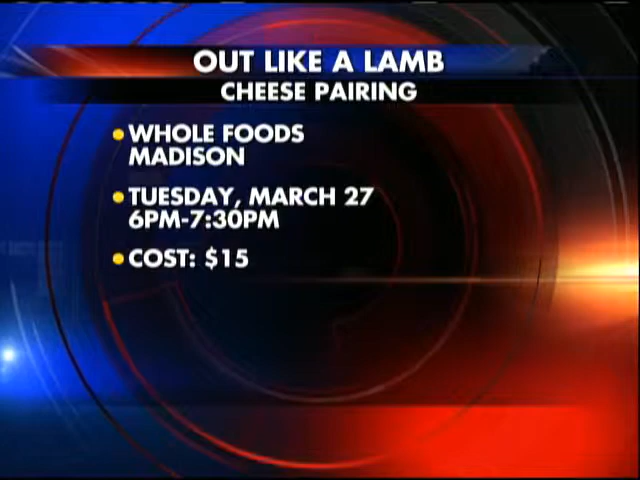 OUT LIKE A LAMB
CHEESE PAIRING
WHOLE FOODS
MADISON
TUESDAY, MARCH 27
6PM-7:30PM
COST: $15